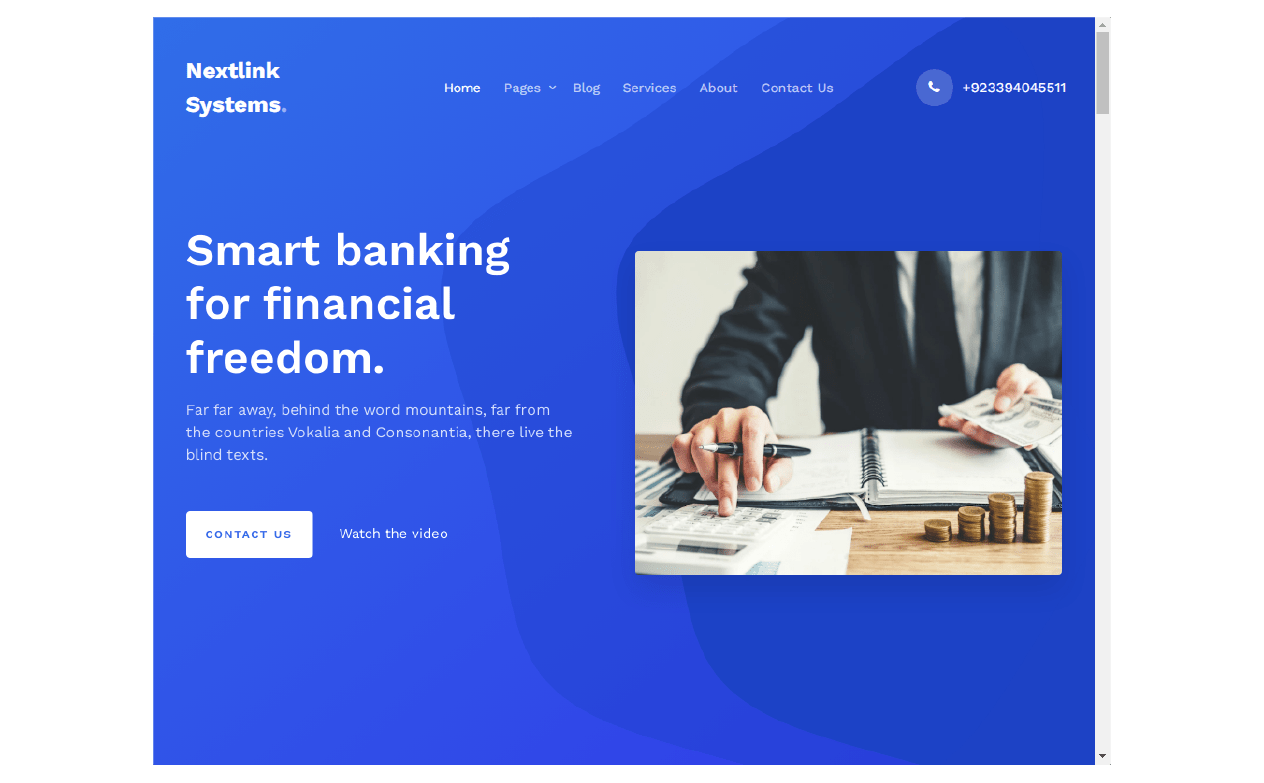 Nextlink
Systems.
Home
Pages
Blog
Services
About
Contact Us
+923394045511
Smart banking
for financial
freedom.
Far far away, behind the word mountains, far from
the countries Vokalia and Consonantia, there live the
blind texts.
CONTACT US
Watch the video